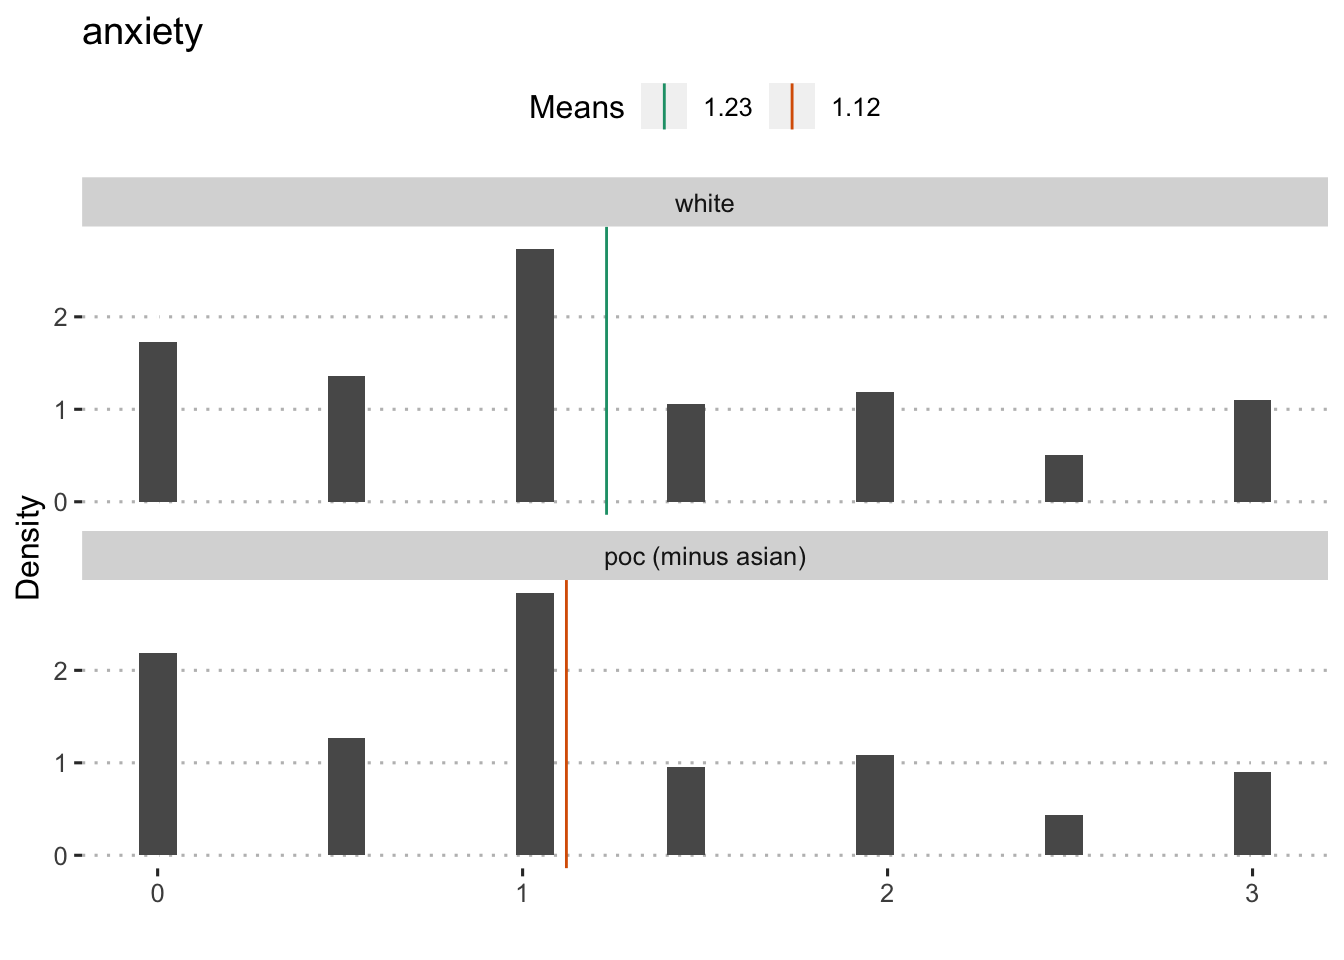 anxiety
Means 1.23 1.12
white
2
1
0
Density
poc (minus asian)
2
1
0
0 1 2 3